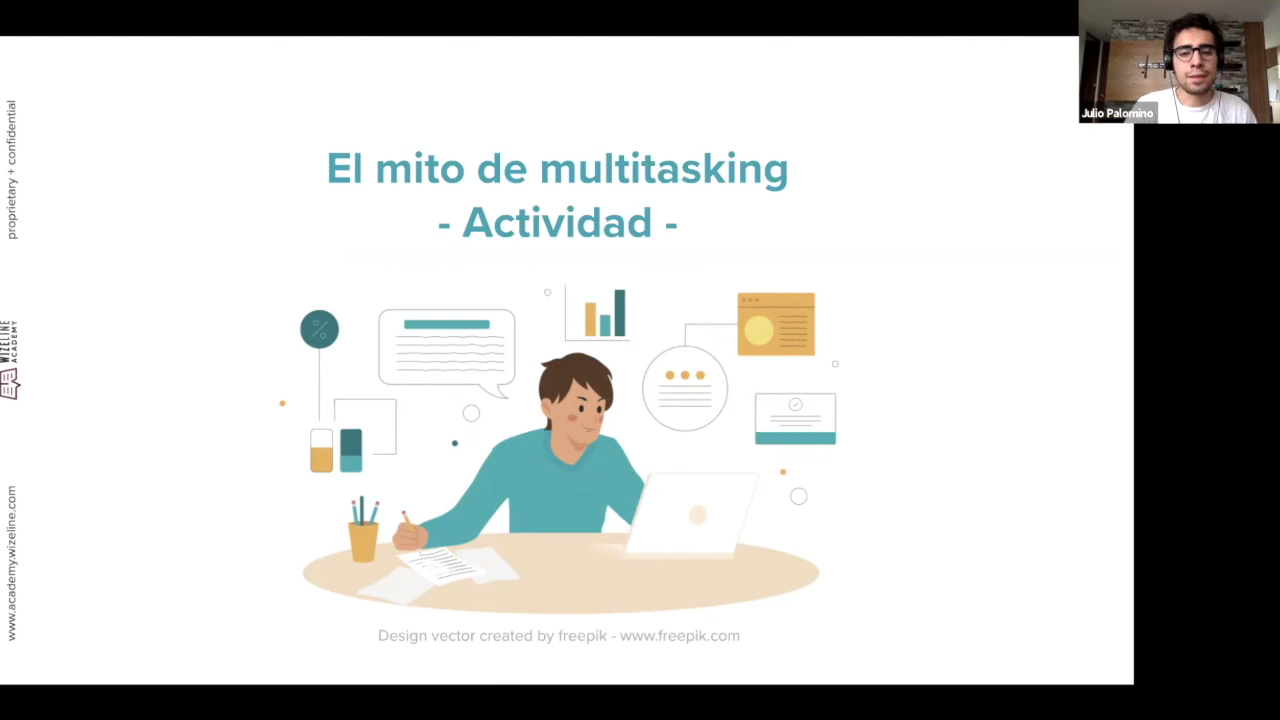 Julio Palomino
proprietary + confidential
El mito de multitasking
- Actividad -
WIZELINE
ACADEMY
%
www.academy.wizeline.com
Design vector created by freepik - www.freepik.com